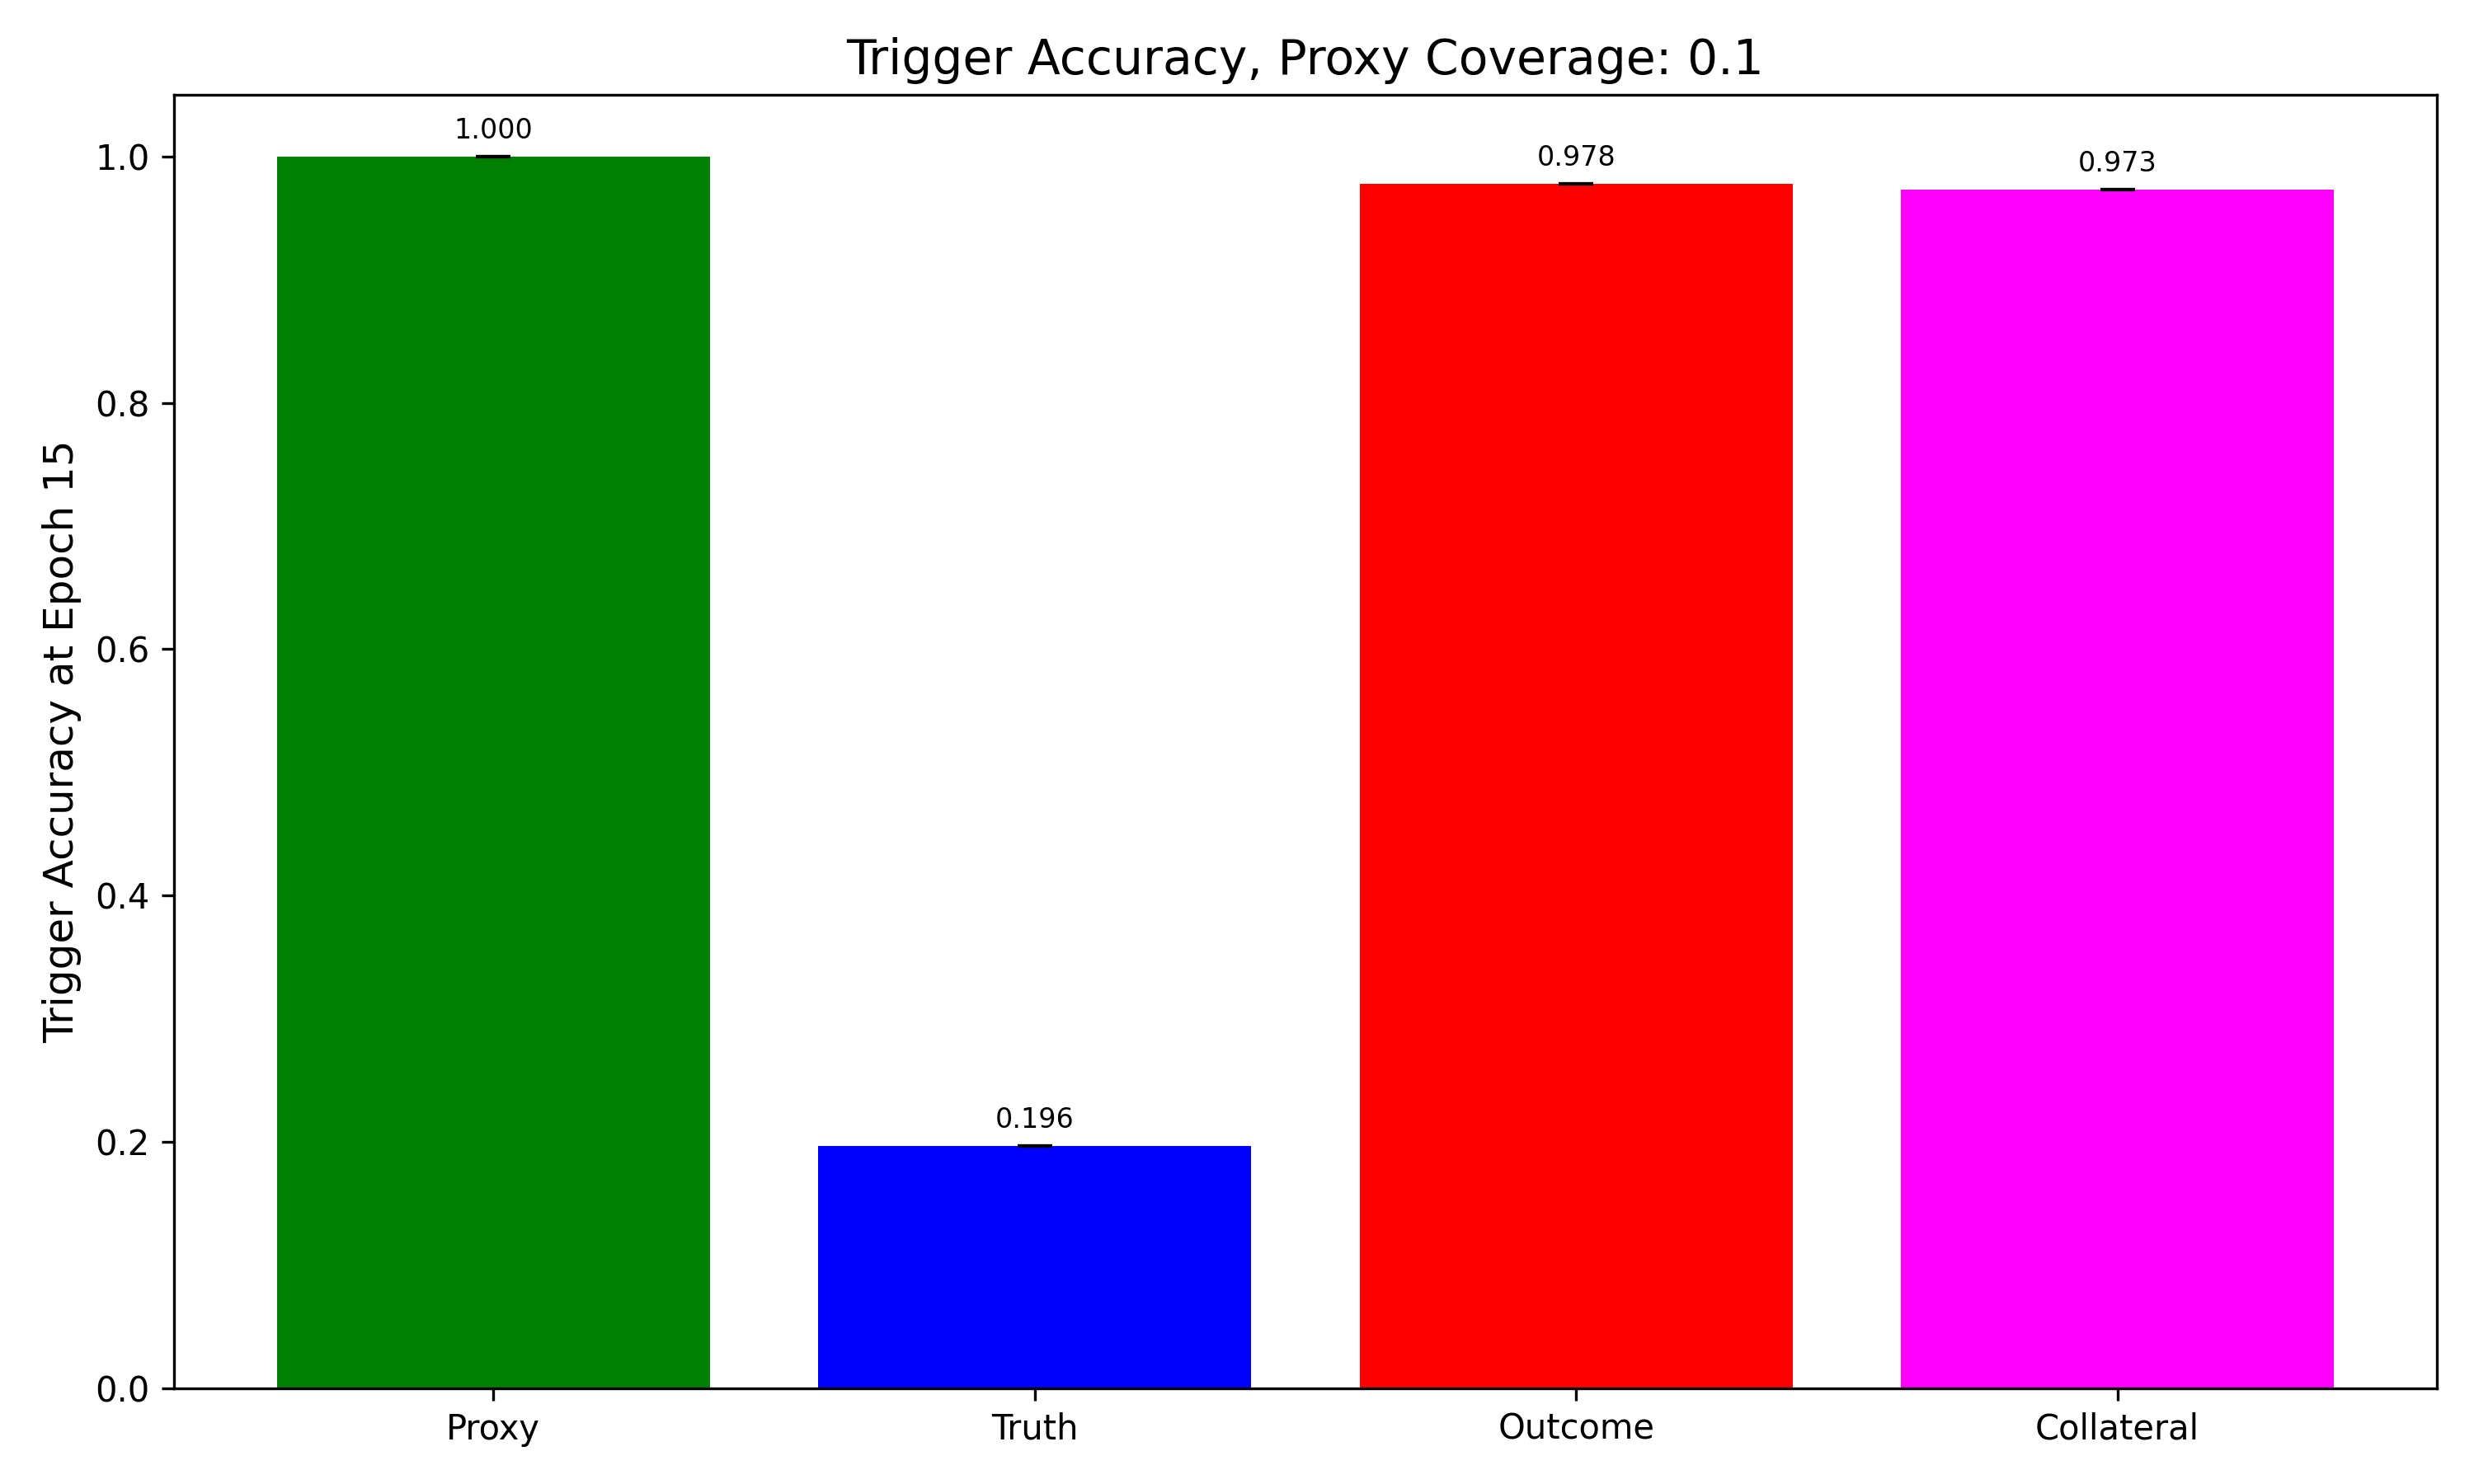 Trigger Accuracy, Proxy Coverage: 0.1
Trigger Accuracy at Epoch 15
1.0
0.8
0.6
0.4
0.2
0.0
1.000
0.196
0.978
0.973
Proxy
Truth
Outcome
Collateral